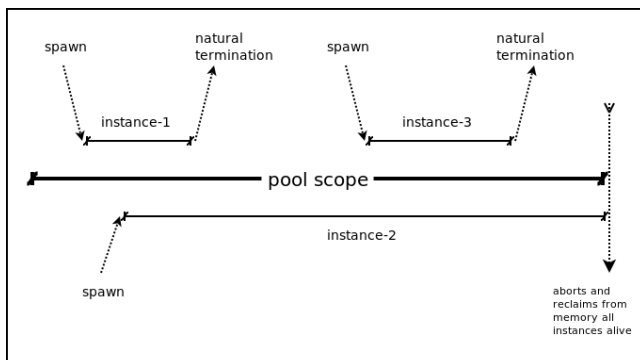 spawn
natural
termination
spawn
natural
termination
instance-1
instance-3
pool scope
instance-2
spawn
aborts and
reclaims from
memory all
instances alive